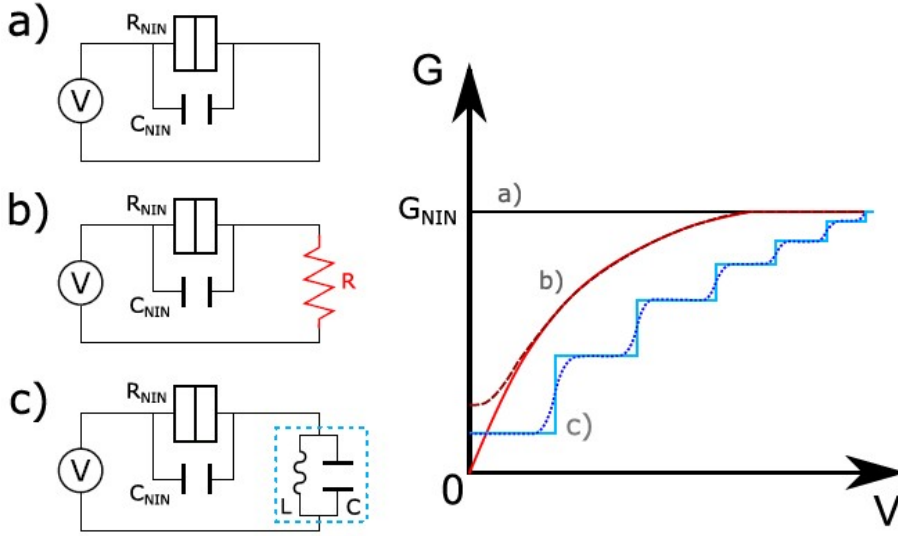 a)
R_NIN
V
C_NIN
b)
R_NIN
V
R
C_NIN
c)
R_NIN
V
C_NIN
L
C
G
G_NIN
a)
b)
c)
0
V